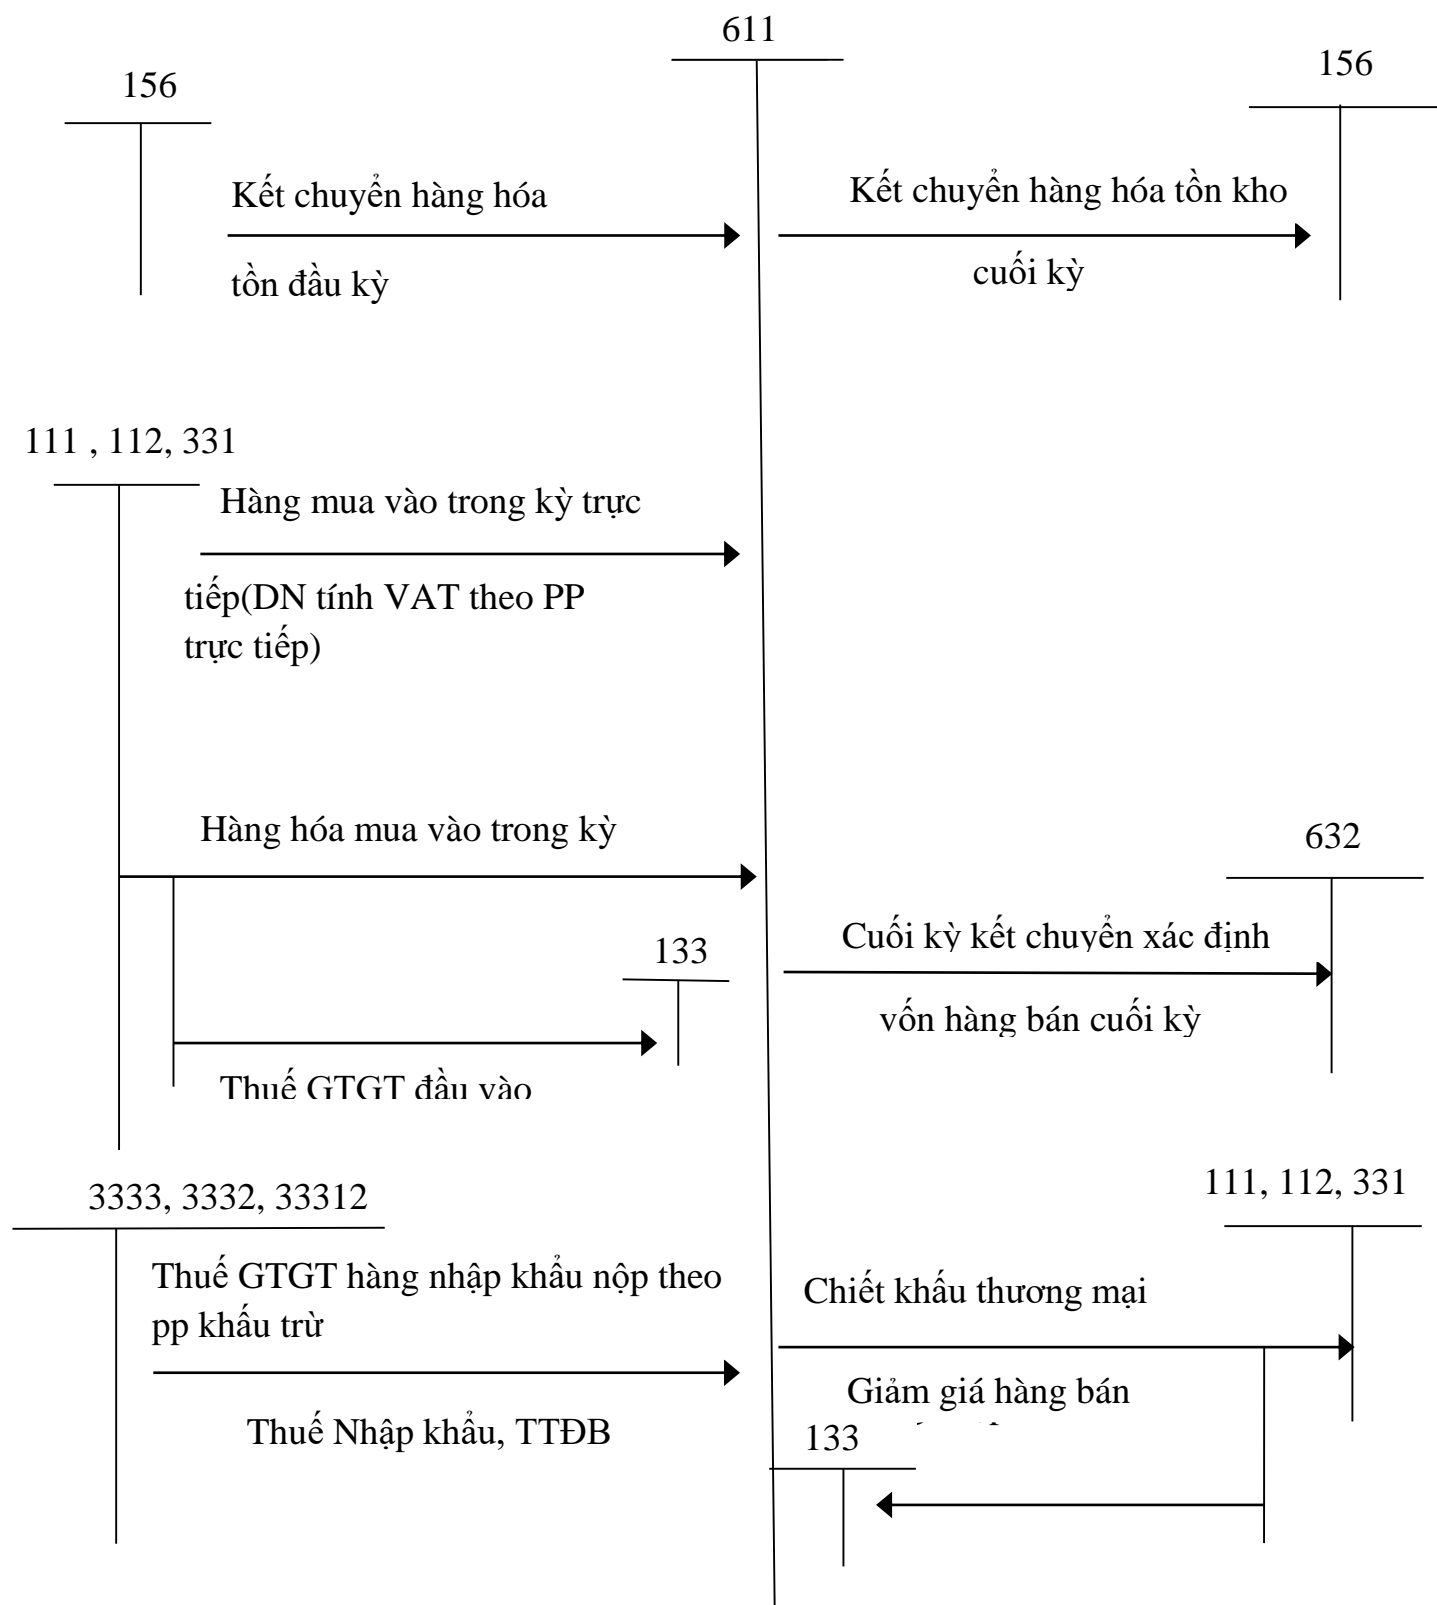 611
156
156
Kết chuyển hàng hóa
tồn đầu kỳ
Kết chuyển hàng hóa tồn kho
cuối kỳ
111 , 112, 331
Hàng mua vào trong kỳ trực
tiếp(DN tính VAT theo PP
trực tiếp)
Hàng hóa mua vào trong kỳ
632
133
Cuối kỳ kết chuyển xác định
vốn hàng bán cuối kỳ
Thuế GTGT đầu vào
3333, 3332, 33312
111, 112, 331
Thuế GTGT hàng nhập khẩu nộp theo
pp khấu trừ
Thuế Nhập khẩu, TTĐB
Chiết khấu thương mại
Giảm giá hàng bán
133